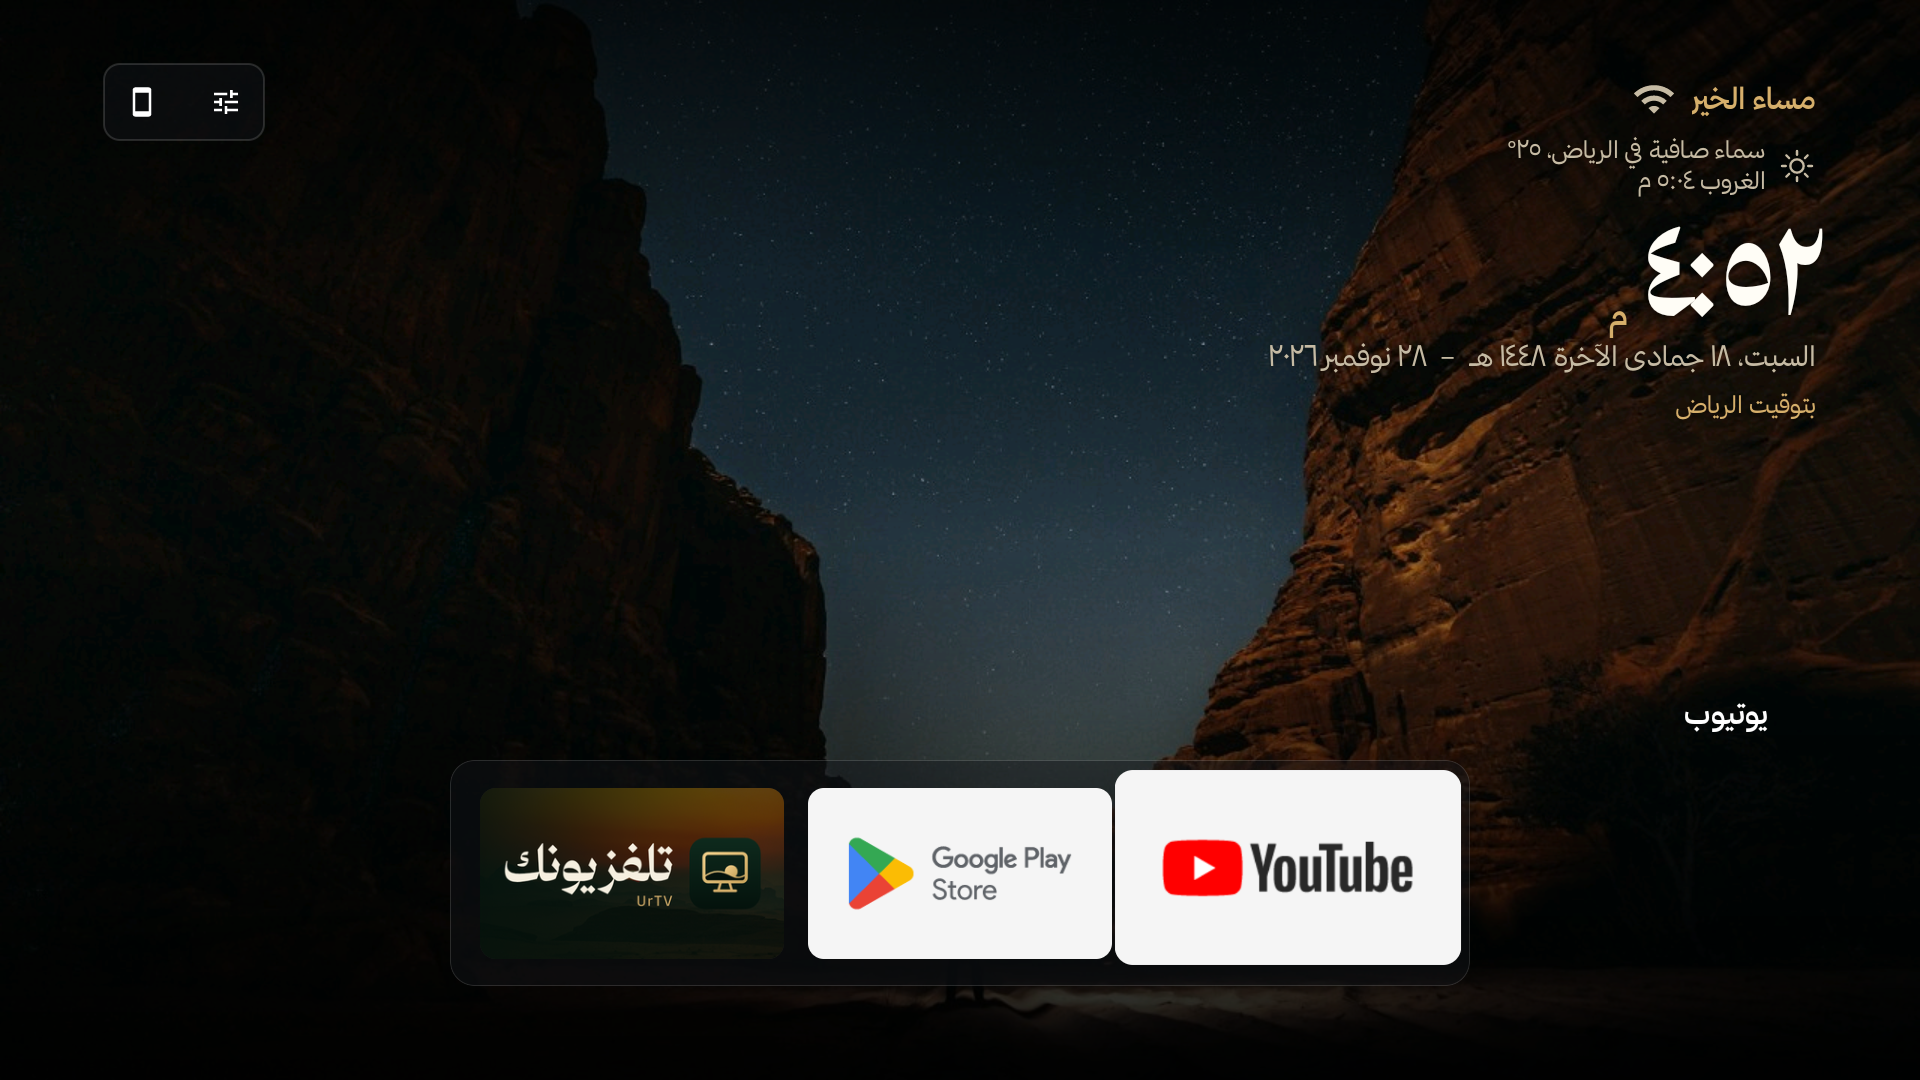 مساء الخير
سماء صافية في الرياض، ٢٥°
الغروب ٥:٠٤ م
٤:٥٢ م
السبت، ١٨ جمادى الآخرة ١٤٤٨ هـ – ٢٨ نوفمبر ٢٠٢٦
بتوقيت الرياض
يوتيوب
YouTube
Google Play
Store
تلفزيونك
UrTV